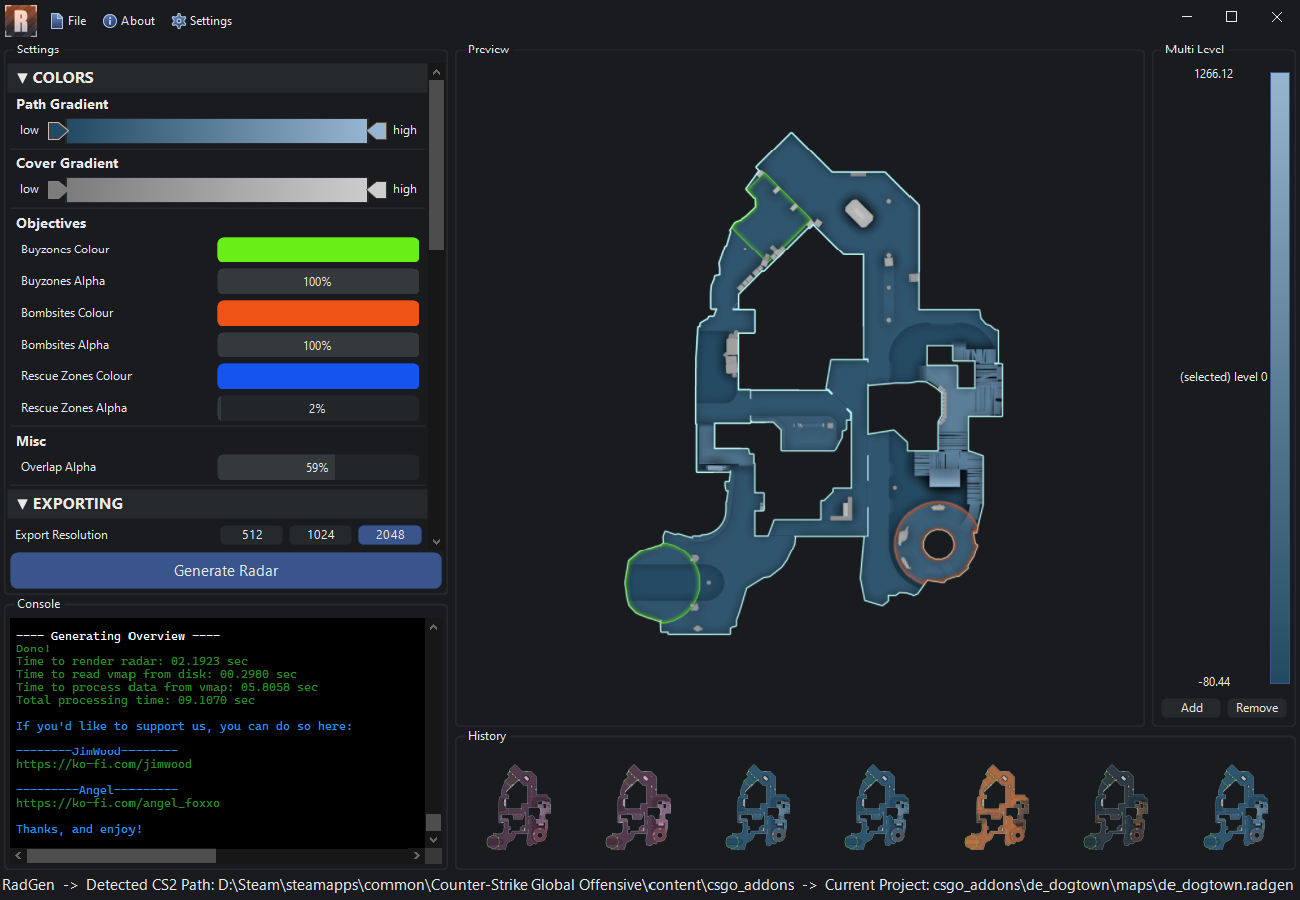 R
File
About
Settings
Settings
▼ COLORS
Path Gradient
low
high
Cover Gradient
low
high
Objectives
Buyzones Colour
Buyzones Alpha
100%
Bombsites Colour
Bombsites Alpha
100%
Rescue Zones Colour
Rescue Zones Alpha
2%
Misc
Overlap Alpha
59%
▼ EXPORTING
Export Resolution
512
1024
2048
Generate Radar
Console
---- Generating Overview ----
Done!
Time to render radar: 02.1923 sec
Time to read vmap from disk: 00.2980 sec
Time to process data from vmap: 05.8058 sec
Total processing time: 09.1070 sec
If you'd like to support us, you can do so here:
--------JimWood--------
https://ko-fi.com/jimwood
---------Angel---------
https://ko-fi.com/angel_foxxo
Thanks, and enjoy!
Preview
Multi Level
1266.12
(selected) level 0
-80.44
Add
Remove
History
RadGen -> Detected CS2 Path: D:\Steam\steamapps\common\Counter-Strike Global Offensive\content\csgo_addons -> Current Project: csgo_addons\de_dogtown\maps\de_dogtown.radgen